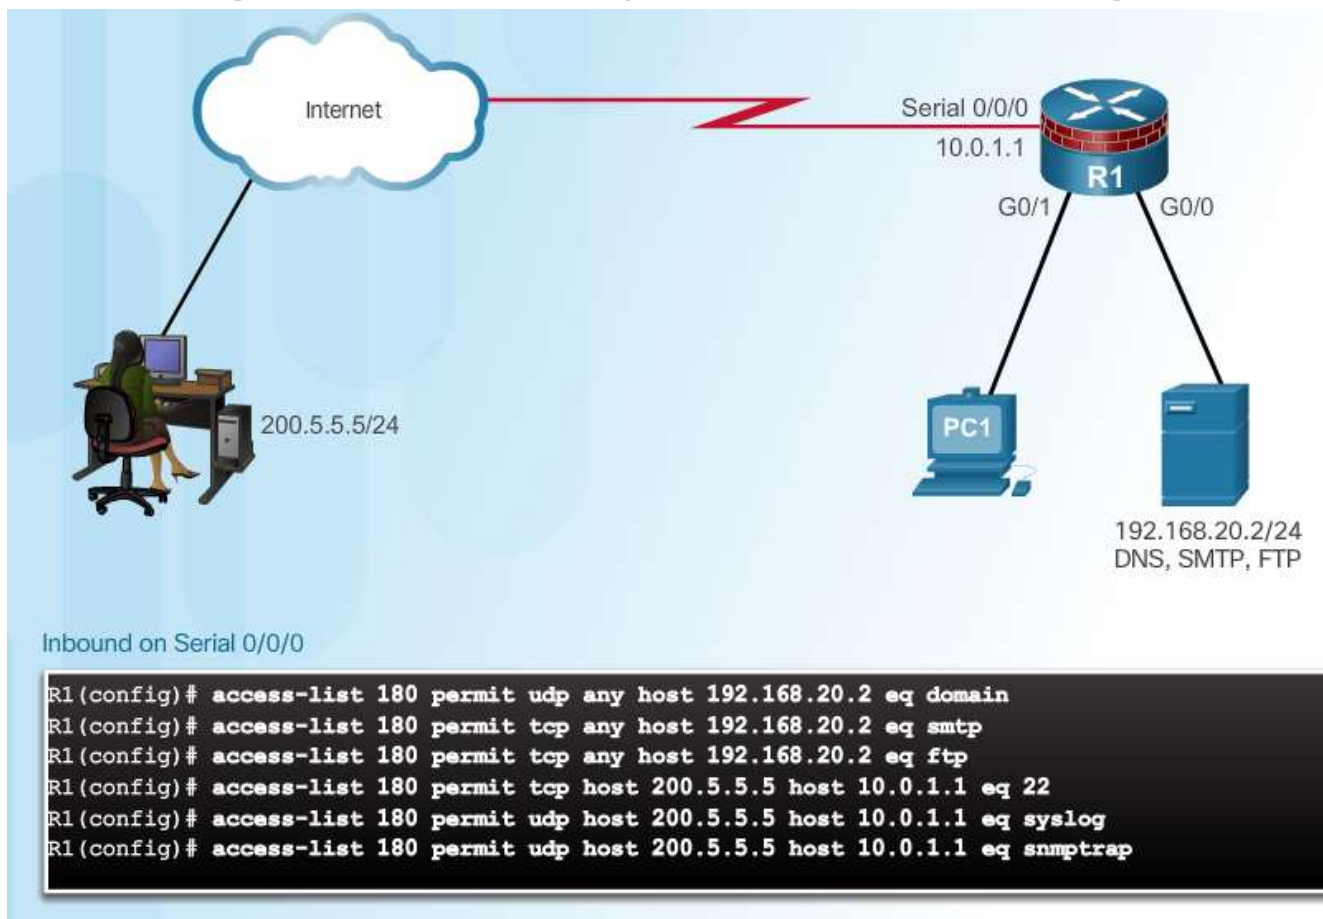 Internet
Serial 0/0/0
10.0.1.1
R1
G0/1
G0/0
200.5.5.5/24
PC1
192.168.20.2/24
DNS, SMTP, FTP
Inbound on Serial 0/0/0
R1(config)# access-list 180 permit udp any host 192.168.20.2 eq domain
R1(config)# access-list 180 permit tcp any host 192.168.20.2 eq smtp
R1(config)# access-list 180 permit tcp any host 192.168.20.2 eq ftp
R1(config)# access-list 180 permit tcp host 200.5.5.5 host 10.0.1.1 eq 22
R1(config)# access-list 180 permit udp host 200.5.5.5 host 10.0.1.1 eq syslog
R1(config)# access-list 180 permit udp host 200.5.5.5 host 10.0.1.1 eq snmptrap